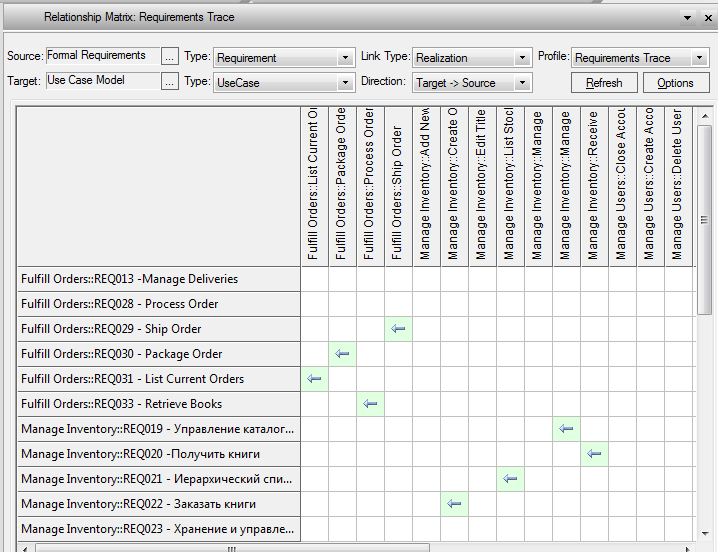 Relationship Matrix: Requirements Trace
Source: Formal Requirements ... Type: Requirement Link Type: Realization Profile: Requirements Trace
Target: Use Case Model ... Type: UseCase Direction: Target -> Source Refresh Options
Fulfill Orders::List Current Or
Fulfill Orders::Package Orde
Fulfill Orders::Process Order
Fulfill Orders::Ship Order
Manage Inventory::Add New
Manage Inventory::Create O
Manage Inventory::Edit Title
Manage Inventory::List Stock
Manage Inventory::Manage
Manage Inventory::Manage
Manage Inventory::Receive
Manage Users::Close Accou
Manage Users::Create Acco
Manage Users::Delete User
Fulfill Orders::REQ013 -Manage Deliveries
Fulfill Orders::REQ028 - Process Order
Fulfill Orders::REQ029 - Ship Order
Fulfill Orders::REQ030 - Package Order
Fulfill Orders::REQ031 - List Current Orders
Fulfill Orders::REQ033 - Retrieve Books
Manage Inventory::REQ019 - Управление каталог...
Manage Inventory::REQ020 -Получить книги
Manage Inventory::REQ021 - Иерархический спи...
Manage Inventory::REQ022 - Заказать книги
Manage Inventory::REQ023 - Хранение и управле...